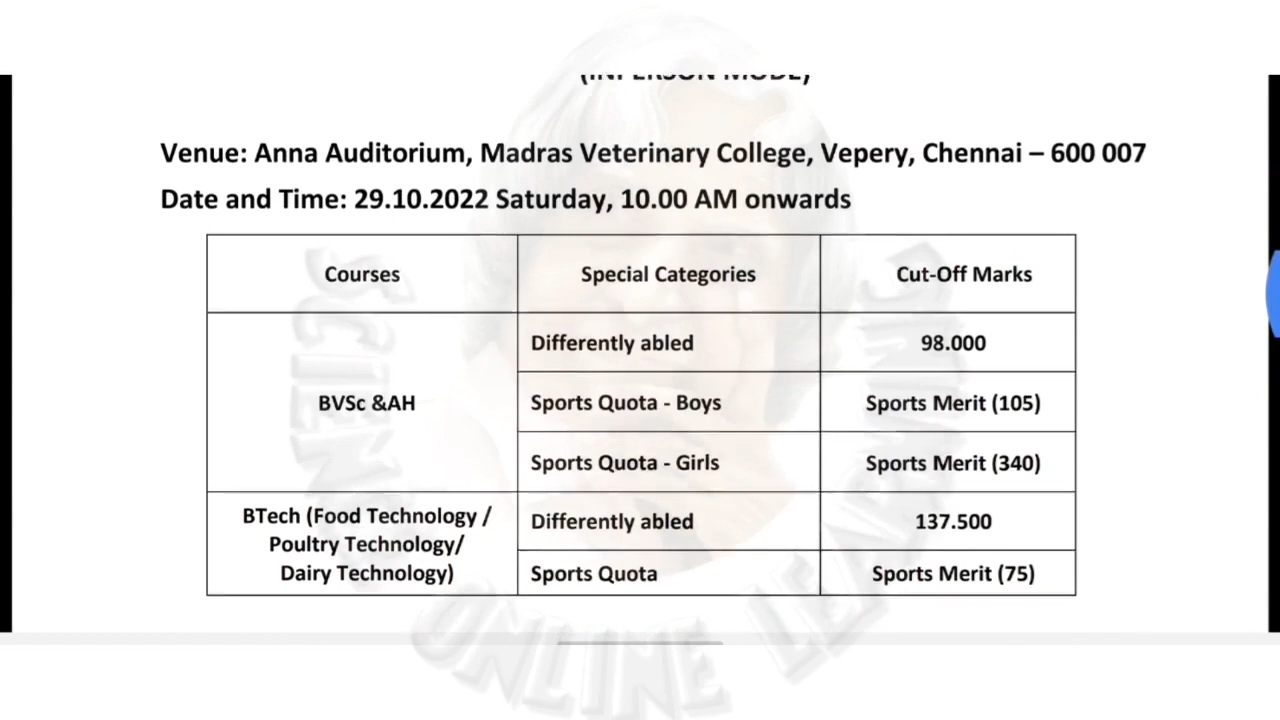 (INPERSON MODE)
Venue: Anna Auditorium, Madras Veterinary College, Vepery, Chennai – 600 007
Date and Time: 29.10.2022 Saturday, 10.00 AM onwards
Courses Special Categories Cut-Off Marks
BVSc &AH
Differently abled 98.000
Sports Quota - Boys Sports Merit (105)
Sports Quota - Girls Sports Merit (340)
BTech (Food Technology /
Poultry Technology/
Dairy Technology)
Differently abled 137.500
Sports Quota Sports Merit (75)
ONLINE